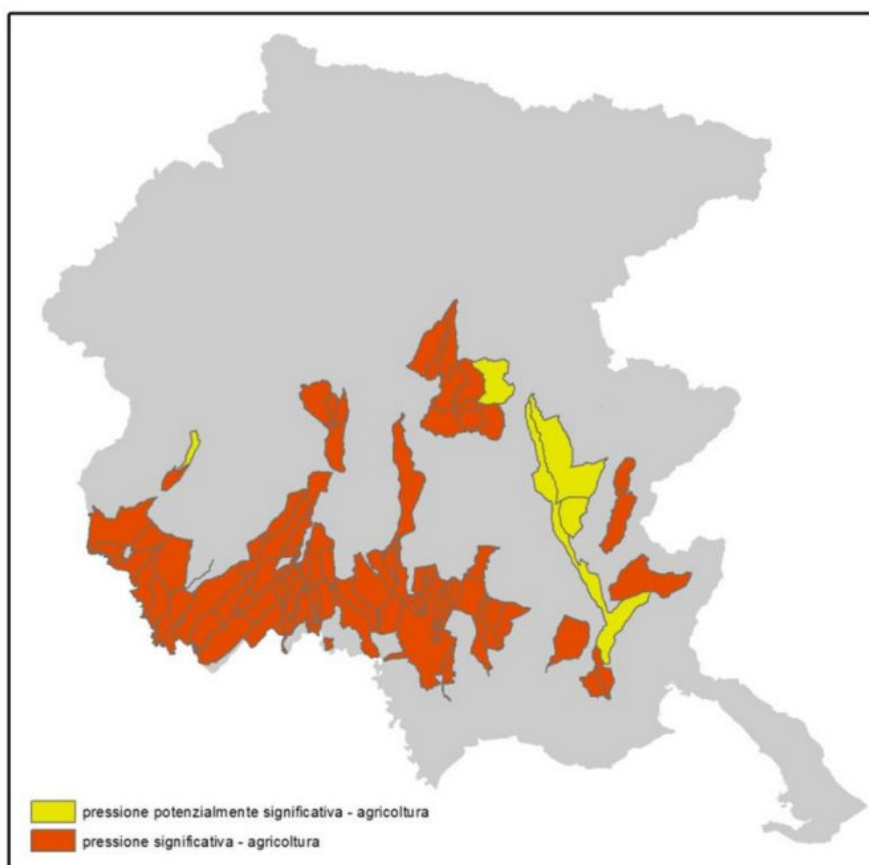 pressione potenzialmente significativa - agricoltura
pressione significativa - agricoltura